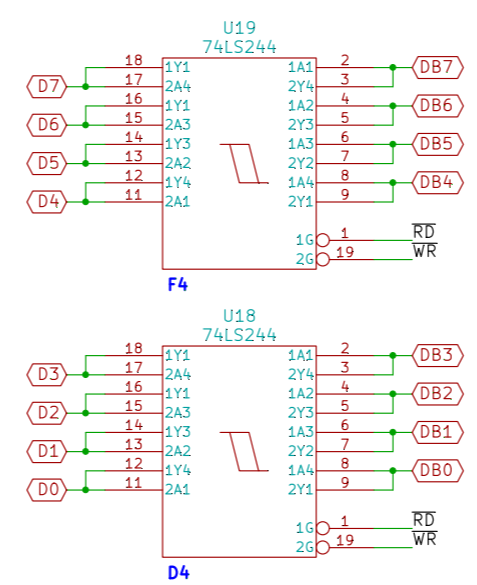 U19
74LS244
18 1Y1 1A1 2 DB7
D7 17 2A4 2Y4 3
16 1Y1 1A2 4 DB6
D6 15 2A3 2Y3 5
14 1Y3 1A3 6 DB5
D5 13 2A2 2Y2 7
12 1Y4 1A4 8 DB4
D4 11 2A1 2Y1 9
1G 1 RD
2G 19 WR
F4
U18
74LS244
18 1Y1 1A1 2 DB3
D3 17 2A4 2Y4 3
16 1Y1 1A2 4 DB2
D2 15 2A3 2Y3 5
14 1Y3 1A3 6 DB1
D1 13 2A2 2Y2 7
12 1Y4 1A4 8 DB0
D0 11 2A1 2Y1 9
1G 1 RD
2G 19 WR
D4